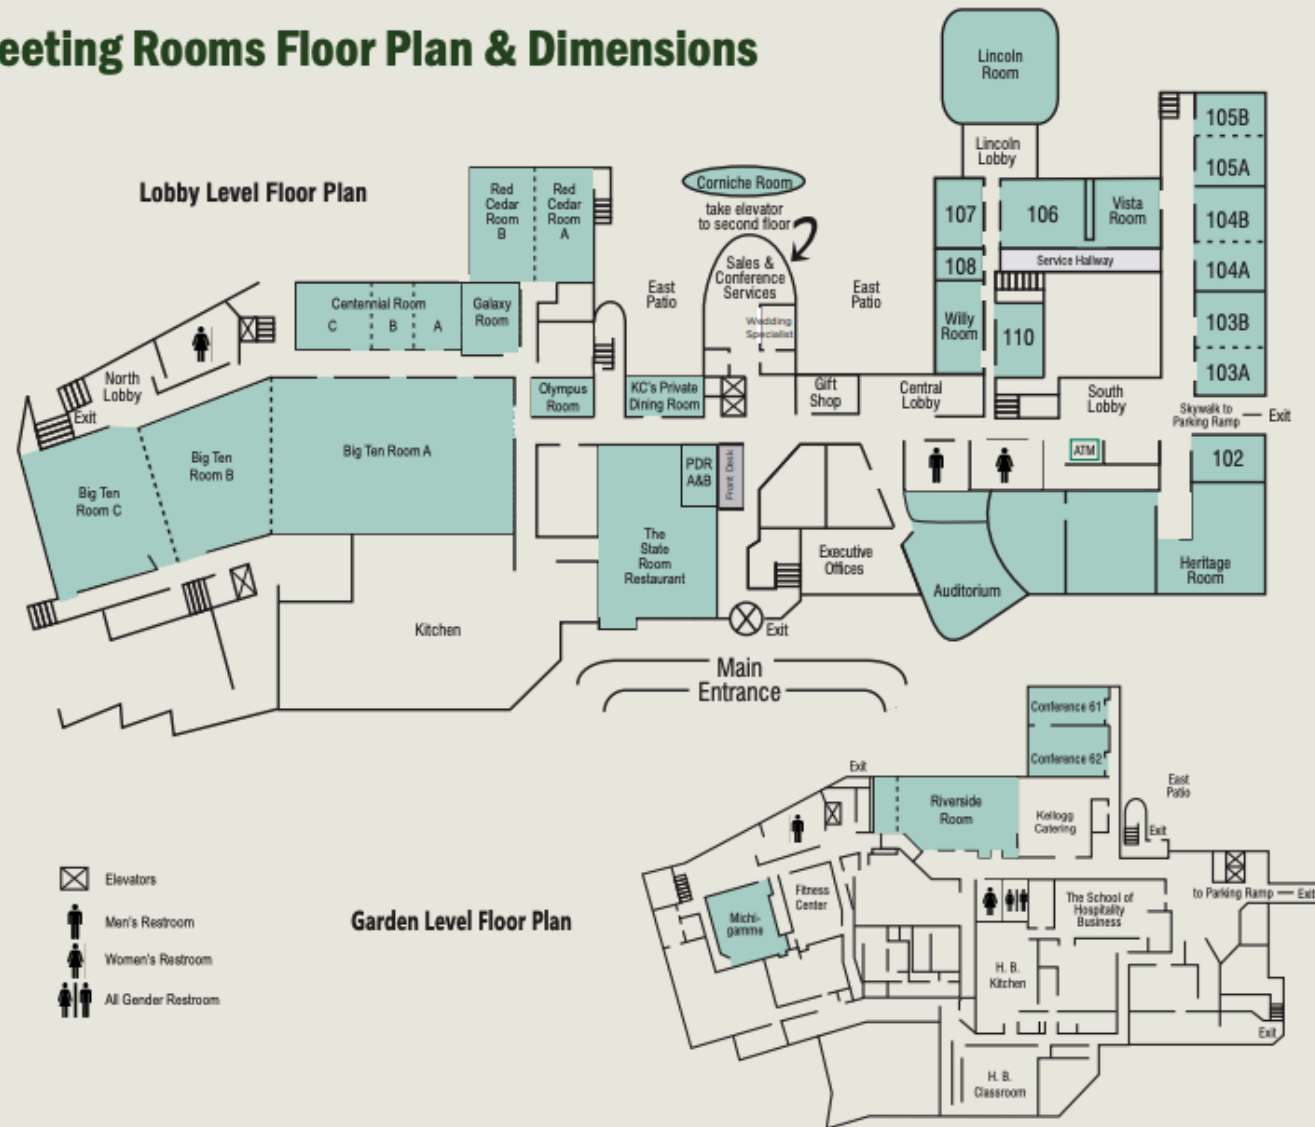 eeting Rooms Floor Plan & Dimensions
Lobby Level Floor Plan
Lincoln
Room
Lincoln
Lobby
105B
105A
104B
104A
103B
103A
107
106
Vista
Room
108
Service Hallway
Willy
Room
110
Red
Cedar
Room
B
Red
Cedar
Room
A
Corniche Room
take elevator
to second floor
Sales &
Conference
Services
Wedding
Specialist
East
Patio
East
Patio
Centennial Room
C
B
A
Galaxy
Room
North
Lobby
Exit
Olympus
Room
KC's Private
Dining Room
Gift
Shop
Central
Lobby
South
Lobby
Skywalk to
Parking Ramp
Exit
Big Ten
Room C
Big Ten
Room B
Big Ten Room A
PDR
A&B
Front Desk
ATM
102
The
State
Room
Restaurant
Executive
Offices
Auditorium
Heritage
Room
Kitchen
Exit
Main
Entrance
Conference 61
Conference 62
Exit
Riverside
Room
Kellogg
Catering
East
Patio
Exit
to Parking Ramp
Exit
Fitness
Center
Michi-
gamme
The School of
Hospitality
Business
H. B.
Kitchen
Exit
H. B.
Classroom
Garden Level Floor Plan
Elevators
Men's Restroom
Women's Restroom
All Gender Restroom